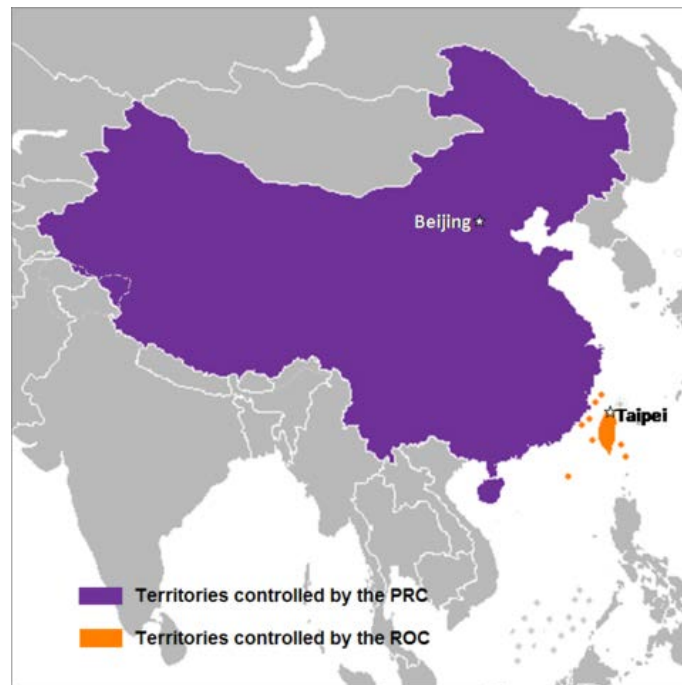 Beijing
Taipei
Territories controlled by the PRC
Territories controlled by the ROC